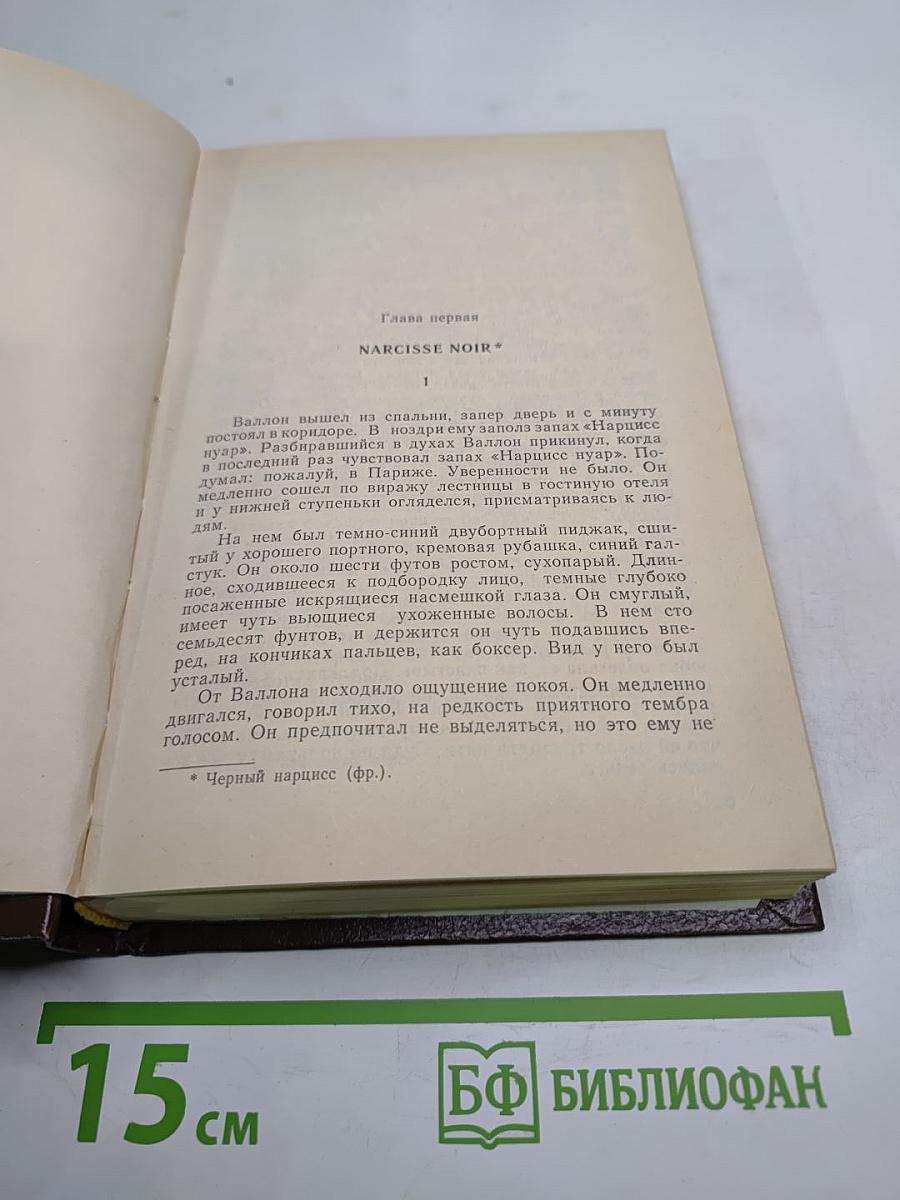 Глава первая
NARCISSE NOIR*
1
Валлон вышел из спальни, запер дверь и с минуту
постоял в коридоре. В ноздри ему заполз запах «Нарцисс
нуар». Разбиравшийся в духах Валлон прикинул, когда
в последний раз чувствовал запах «Нарцисс нуар». По-
думал: пожалуй, в Париже. Уверенности не было. Он
медленно сошел по виражу лестницы в гостиную отеля
и у нижней ступеньки огляделся, присматриваясь к лю-
дям.
На нем был темно-синий двубортный пиджак, сши-
тый у хорошего портного, кремовая рубашка, синий гал-
стук. Он около шести футов ростом, сухопарый. Длин-
ное, сходившееся к подбородку лицо, темные глубоко
посаженные искрящиеся насмешкой глаза. Он смуглый,
имеет чуть вьющиеся ухоженные волосы. В нем сто
семьдесят фунтов, и держится он чуть подавшись впе-
ред, на кончиках пальцев, как боксер. Вид у него был
усталый.
От Валлона исходило ощущение покоя. Он медленно
двигался, говорил тихо, на редкость приятного тембра
голосом. Он предпочитал не выделяться, но это ему не
* Черный нарцисс (фр.).
15 см
БФ БИБЛИОФАН